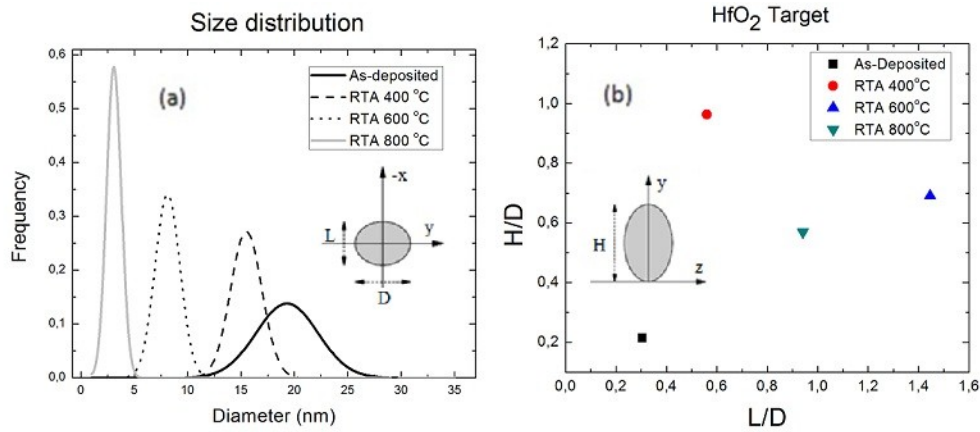 Size distribution
0,6
0,5
0,4
0,3
0,2
0,1
0,0
Frequency
0 5 10 15 20 25 30 35
Diameter (nm)
(a)
As-deposited
RTA 400 °C
RTA 600 °C
RTA 800 °C
-x
L
y
D
HfO₂ Target
1,2
1,0
0,8
0,6
0,4
0,2
H/D
0,0 0,2 0,4 0,6 0,8 1,0 1,2 1,4 1,6
L/D
(b)
As-Deposited
RTA 400°C
RTA 600°C
RTA 800°C
y
H
z